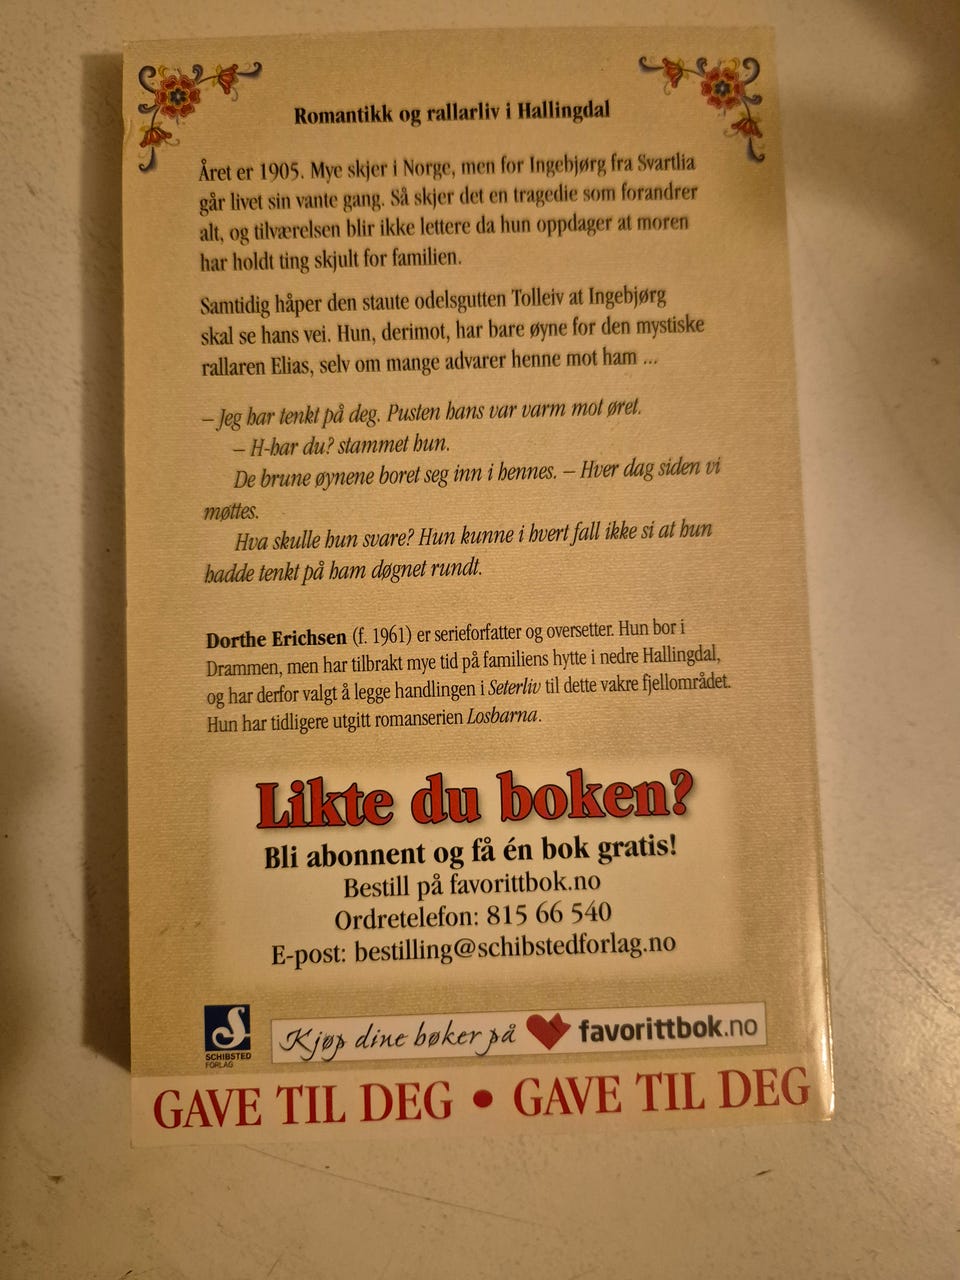 Romantikk og rallarliv i Hallingdal
Året er 1905. Mye skjer i Norge, men for Ingebjørg fra Svartlia
går livet sin vante gang. Så skjer det en tragedie som forandrer
alt, og tilværelsen blir ikke lettere da hun oppdager at moren
har holdt ting skjult for familien.
Samtidig håper den staute odelsgutten Tolleiv at Ingebjørg
skal se hans vei. Hun, derimot, har bare øyne for den mystiske
rallaren Elias, selv om mange advarer henne mot ham ...
– Jeg har tenkt på deg. Pusten hans var varm mot øret.
– H-har du? stammet hun.
De brune øynene boret seg inn i hennes. – Hver dag siden vi
møttes.
Hva skulle hun svare? Hun kunne i hvert fall ikke si at hun
hadde tenkt på ham døgnet rundt.
Dorthe Erichsen (f. 1961) er serieforfatter og oversetter. Hun bor i
Drammen, men har tilbrakt mye tid på familiens hytte i nedre Hallingdal,
og har derfor valgt å legge handlingen i Seterliv til dette vakre fjellområdet.
Hun har tidligere utgitt romanserien Losbarna.
Likte du boken?
Bli abonnent og få én bok gratis!
Bestill på favorittbok.no
Ordretelefon: 815 66 540
E-post: bestilling@schibstedforlag.no
SCHIBSTED
FORLAG
Kjøp dine bøker på favorittbok.no
GAVE TIL DEG • GAVE TIL DEG